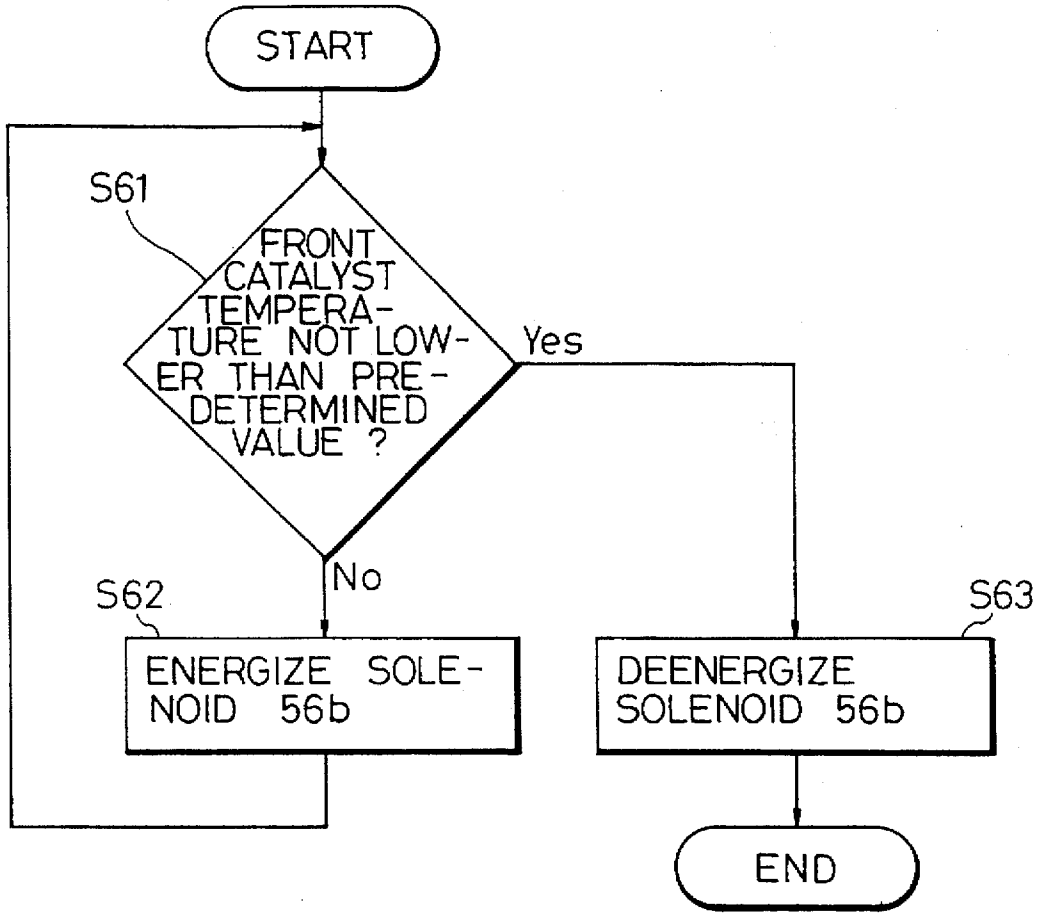 START
S61
FRONT
CATALYST
TEMPERA-
TURE NOT LOW-
ER THAN PRE-
DETERMINED
VALUE ?
Yes
No
S62
ENERGIZE SOLE-
NOID 56b
S63
DEENERGIZE
SOLENOID 56b
END